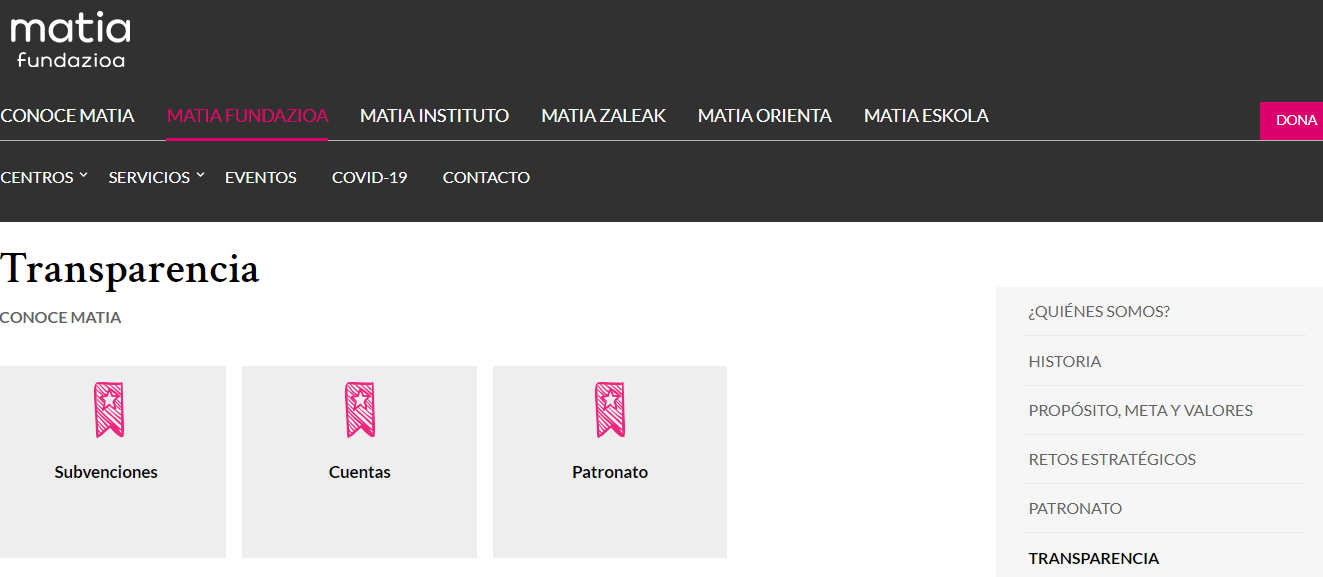 matia
fundazioa
CONOCE MATIA MATIA FUNDAZIOA MATIA INSTITUTO MATIA ZALEAK MATIA ORIENTA MATIA ESKOLA DONA
CENTROS SERVICIOS EVENTOS COVID-19 CONTACTO
Transparencia
CONOCE MATIA
Subvenciones Cuentas Patronato
¿QUIÉNES SOMOS?
HISTORIA
PROPÓSITO, META Y VALORES
RETOS ESTRATÉGICOS
PATRONATO
TRANSPARENCIA